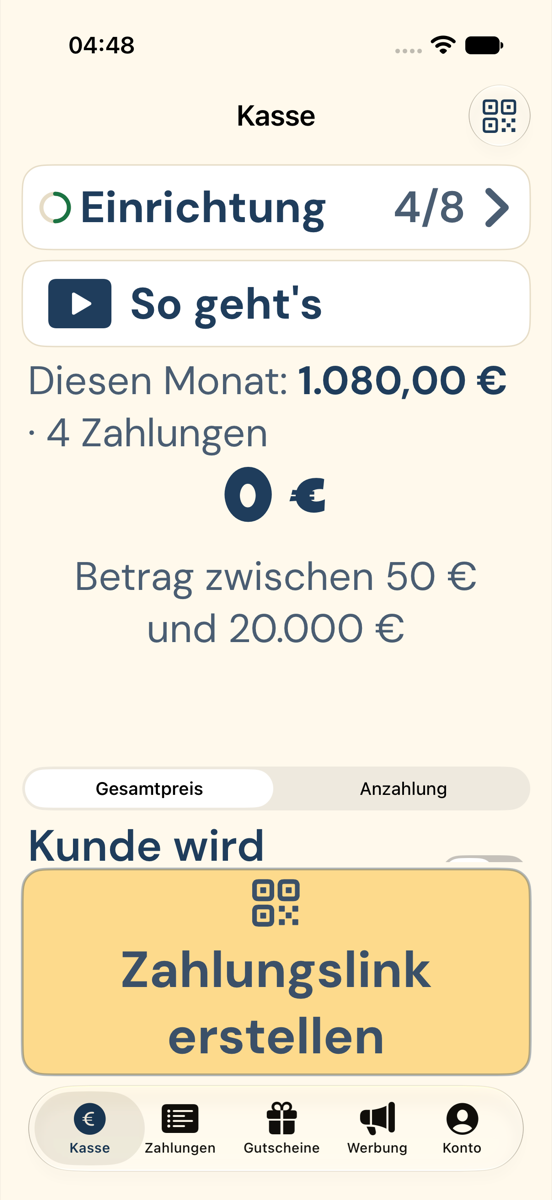 04:48
Kasse
Einrichtung 4/8
So geht's
Diesen Monat: 1.080,00 €
· 4 Zahlungen
0 €
Betrag zwischen 50 €
und 20.000 €
Gesamtpreis Anzahlung
Kunde wird
Zahlungslink
erstellen
Kasse Zahlungen Gutscheine Werbung Konto